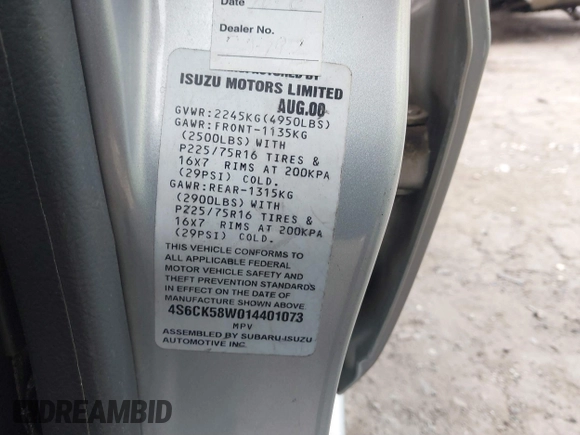 Date
Dealer No.
MANUFACTURED BY
ISUZU MOTORS LIMITED
AUG.00
GVWR:2245KG(4950LBS)
GAWR:FRONT-1135KG
(2500LBS)WITH
P225/75R16 TIRES &
16x7 RIMS AT 200KPA
(29PSI) COLD.
GAWR:REAR-1315KG
(2900LBS)WITH
P225/75R16 TIRES &
16x7 RIMS AT 200KPA
(29PSI) COLD.
THIS VEHICLE CONFORMS TO
ALL APPLICABLE FEDERAL
MOTOR VEHICLE SAFETY AND
THEFT PREVENTION STANDARDS
IN EFFECT ON THE DATE OF
MANUFACTURE SHOWN ABOVE
4S6CK58W014401073
MPV
ASSEMBLED BY SUBARU-ISUZU
AUTOMOTIVE INC.
DREAMBID